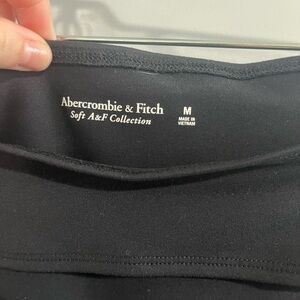 Abercrombie & Fitch
Soft A&F Collection
M
MADE IN
VIETNAM